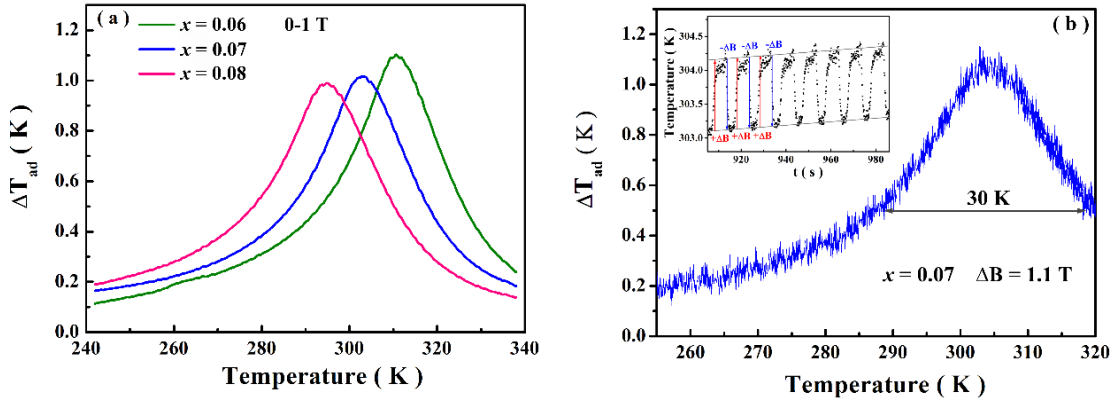 ( a )
x = 0.06 0-1 T
x = 0.07
x = 0.08
ΔT_ad ( K )
1.2
1.0
0.8
0.6
0.4
0.2
0.0
240 260 280 300 320 340
Temperature ( K )
( b )
ΔT_ad ( K )
1.2
1.0
0.8
0.6
0.4
0.2
0.0
Temperature ( K )
304.5
304.0
303.5
303.0
-ΔB -ΔB -ΔB
+ΔB +ΔB +ΔB
920 940 960 980
t ( s )
30 K
x = 0.07 ΔB = 1.1 T
260 270 280 290 300 310 320
Temperature ( K )